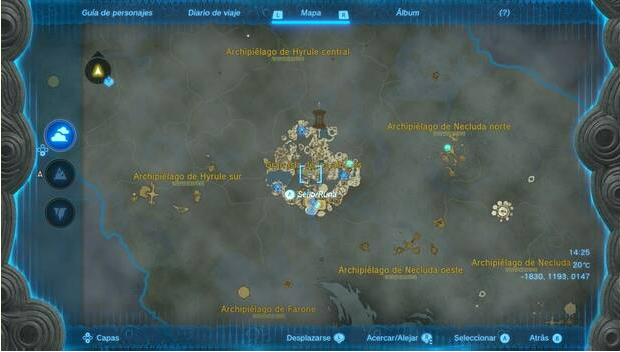 Guía de personajes
Diario de viaje
L
Mapa
R
Álbum
(?)
Archipiélago de Hyrule central
Archipiélago de Necluda norte
Archipiélago de Hyrule sur
Sello Runa
14:25
Archipiélago de Necluda
20°C
Archipiélago de Necluda oeste
-1830, 1193, 0147
Archipiélago de Farone
Capas
Desplazarse L
Acercar/Alejar R
Seleccionar A
Atrás B